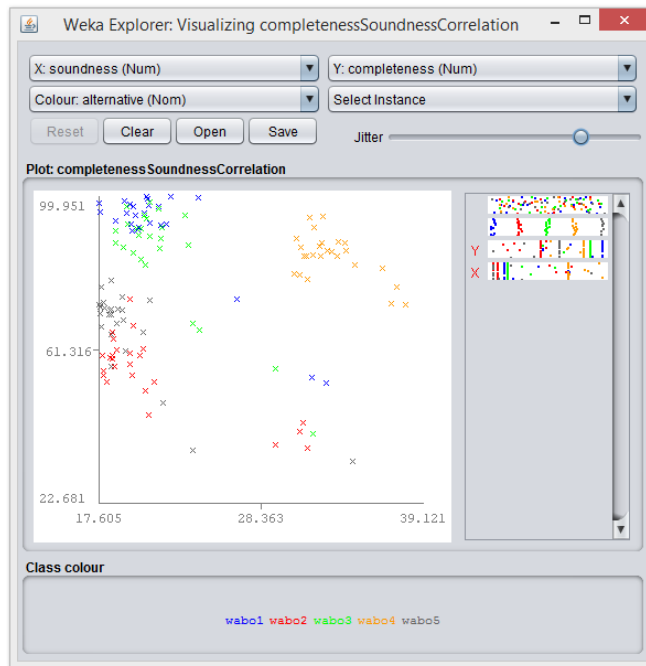 Weka Explorer: Visualizing completenessSoundnessCorrelation
X: soundness (Num) Y: completeness (Num)
Colour: alternative (Nom) Select Instance
Reset Clear Open Save Jitter
Plot: completenessSoundnessCorrelation
99.951
61.316
22.681
17.605 28.363 39.121
Y
X
Class colour
wabo1 wabo2 wabo3 wabo4 wabo5